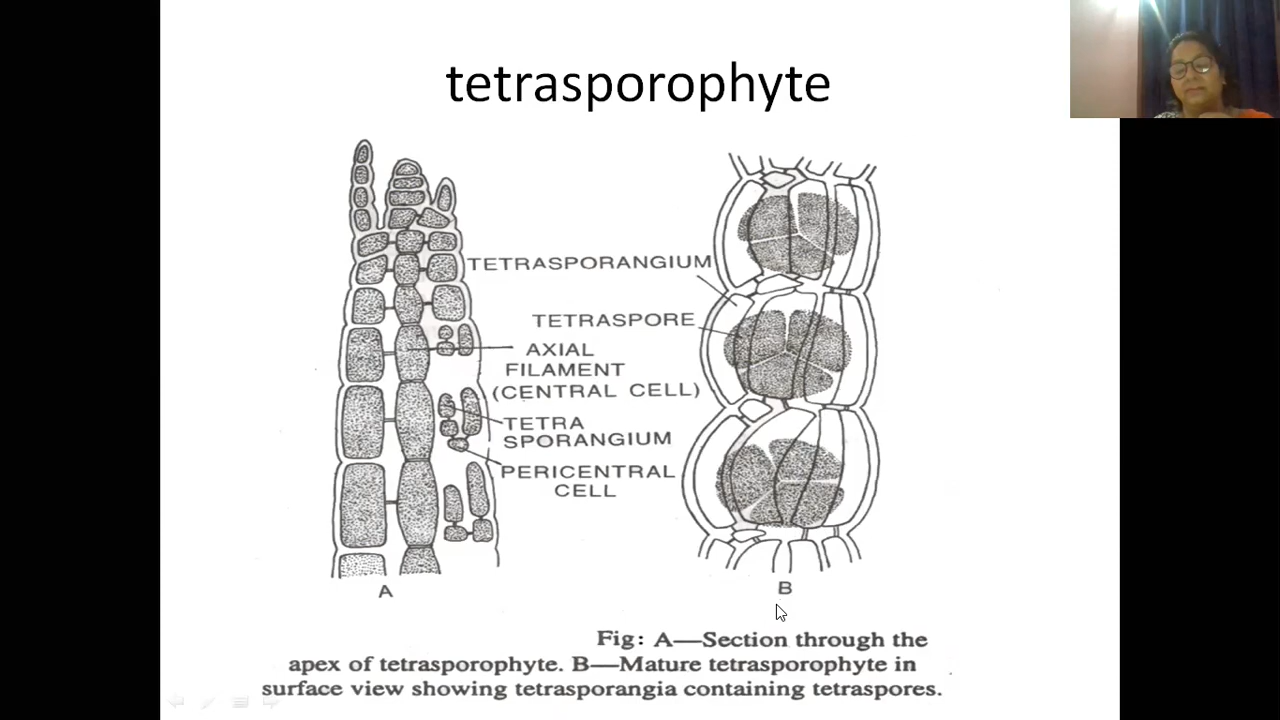 tetrasporophyte
TETRASPORANGIUM
TETRASPORE
AXIAL
FILAMENT
(CENTRAL CELL)
TETRA
SPORANGIUM
PERICENTRAL
CELL
A
B
Fig: A—Section through the
apex of tetrasporophyte. B—Mature tetrasporophyte in
surface view showing tetrasporangia containing tetraspores.